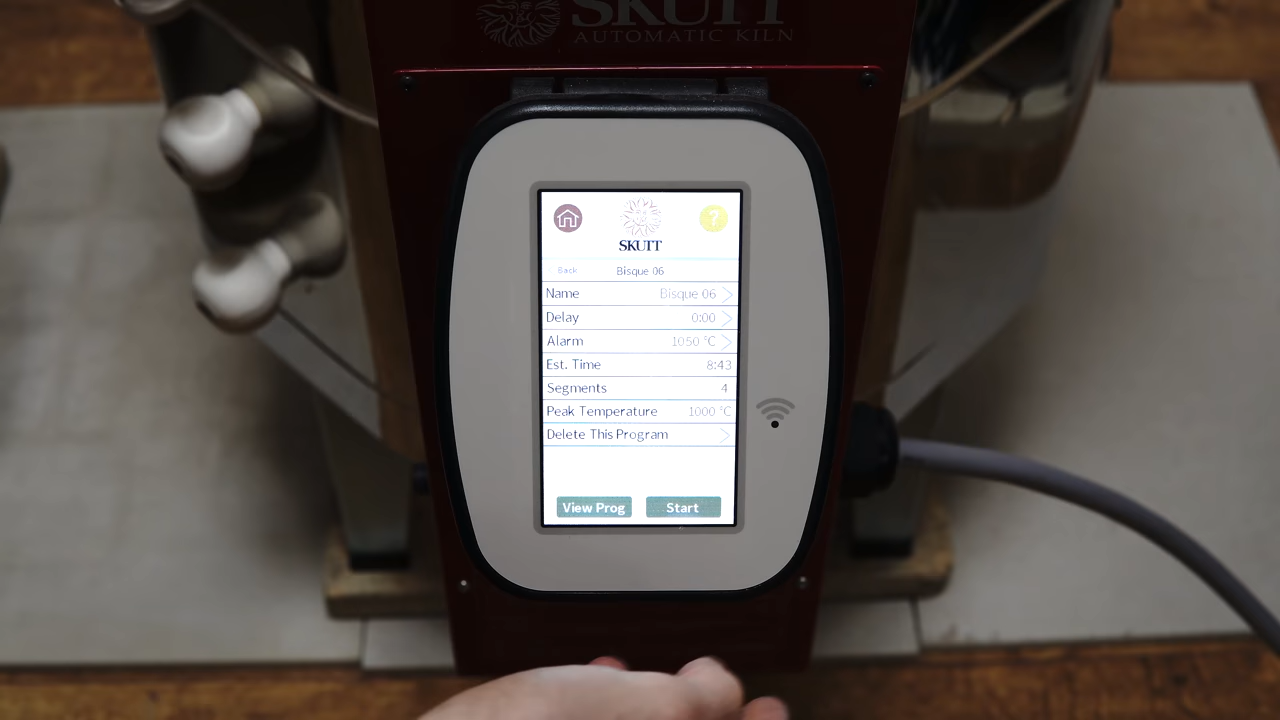 SKUTT
AUTOMATIC KILN
?
SKUTT
Back Bisque 06
Name Bisque 06
Delay 0:00
Alarm 1050 °C
Est. Time 8:43
Segments 4
Peak Temperature 1000 °C
Delete This Program
View Prog Start